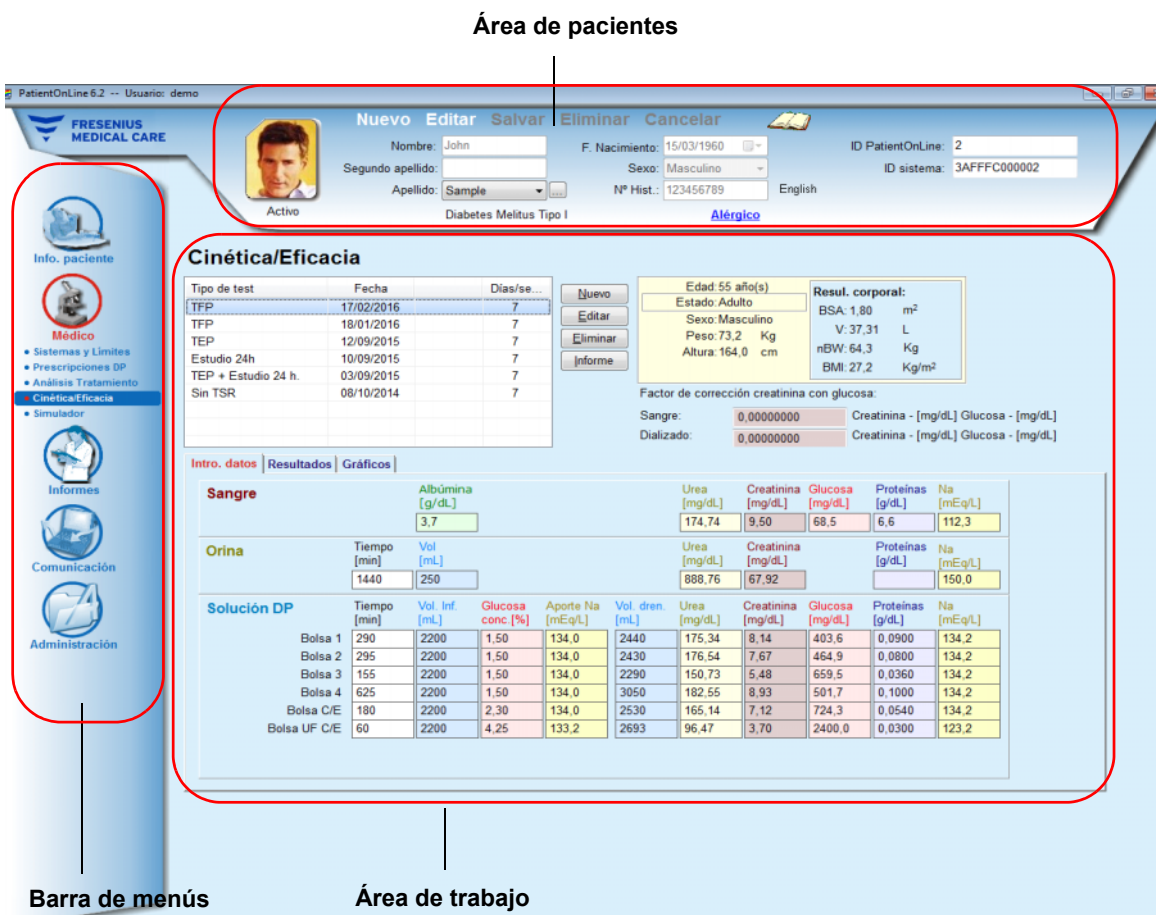 Área de pacientes
PatientOnLine 6.2 -- Usuario: demo
FRESENIUS
MEDICAL CARE
Nuevo Editar Salvar Eliminar Cancelar
Nombre: John F. Nacimiento: 15/03/1960 ID PatientOnLine: 2
Segundo apellido: Sexo: Masculino ID sistema: 3AFFFC000002
Apellido: Sample ... Nº Hist.: 123456789 English
Activo Diabetes Melitus Tipo I Alérgico
Info. paciente
Médico
Sistemas y Límites
Prescripciones DP
Análisis Tratamiento
Cinética/Eficacia
Simulador
Informes
Comunicación
Administración
Cinética/Eficacia
Tipo de test Fecha Días/se...
TFP 17/02/2016 7
TFP 18/01/2016 7
TEP 12/09/2015 7
Estudio 24h 10/09/2015 7
TEP + Estudio 24 h. 03/09/2015 7
Sin TSR 08/10/2014 7
Nuevo
Editar
Eliminar
Informe
Edad: 55 año(s)
Estado: Adulto
Sexo: Masculino
Peso: 73,2 Kg
Altura: 164,0 cm
Resul. corporal:
BSA: 1,80 m²
V: 37,31 L
nBW: 64,3 Kg
BMI: 27,2 Kg/m²
Factor de corrección creatinina con glucosa:
Sangre: 0,00000000 Creatinina - [mg/dL] Glucosa - [mg/dL]
Dializado: 0,00000000 Creatinina - [mg/dL] Glucosa - [mg/dL]
Intro. datos Resultados Gráficos
Sangre Albúmina Urea Creatinina Glucosa Proteínas Na
[g/dL] [mg/dL] [mg/dL] [mg/dL] [g/dL] [mEq/L]
3,7 174,74 9,50 68,5 6,6 112,3
Orina Tiempo Vol Urea Creatinina Proteínas Na
[min] [mL] [mg/dL] [mg/dL] [g/dL] [mEq/L]
1440 250 888,76 67,92 150,0
Solución DP Tiempo Vol. Inf. Glucosa Aporte Na Vol. dren. Urea Creatinina Glucosa Proteínas Na
[min] [mL] conc.[%] [mEq/L] [mL] [mg/dL] [mg/dL] [mg/dL] [g/dL] [mEq/L]
Bolsa 1 290 2200 1,50 134,0 2440 175,34 8,14 403,6 0,0900 134,2
Bolsa 2 295 2200 1,50 134,0 2430 176,54 7,67 464,9 0,0800 134,2
Bolsa 3 155 2200 1,50 134,0 2290 150,73 5,48 659,5 0,0360 134,2
Bolsa 4 625 2200 1,50 134,0 3050 182,55 8,93 501,7 0,1000 134,2
Bolsa C/E 180 2200 2,30 134,0 2530 165,14 7,12 724,3 0,0540 134,2
Bolsa UF C/E 60 2200 4,25 133,2 2693 96,47 3,70 2400,0 0,0300 123,2
Barra de menús
Área de trabajo